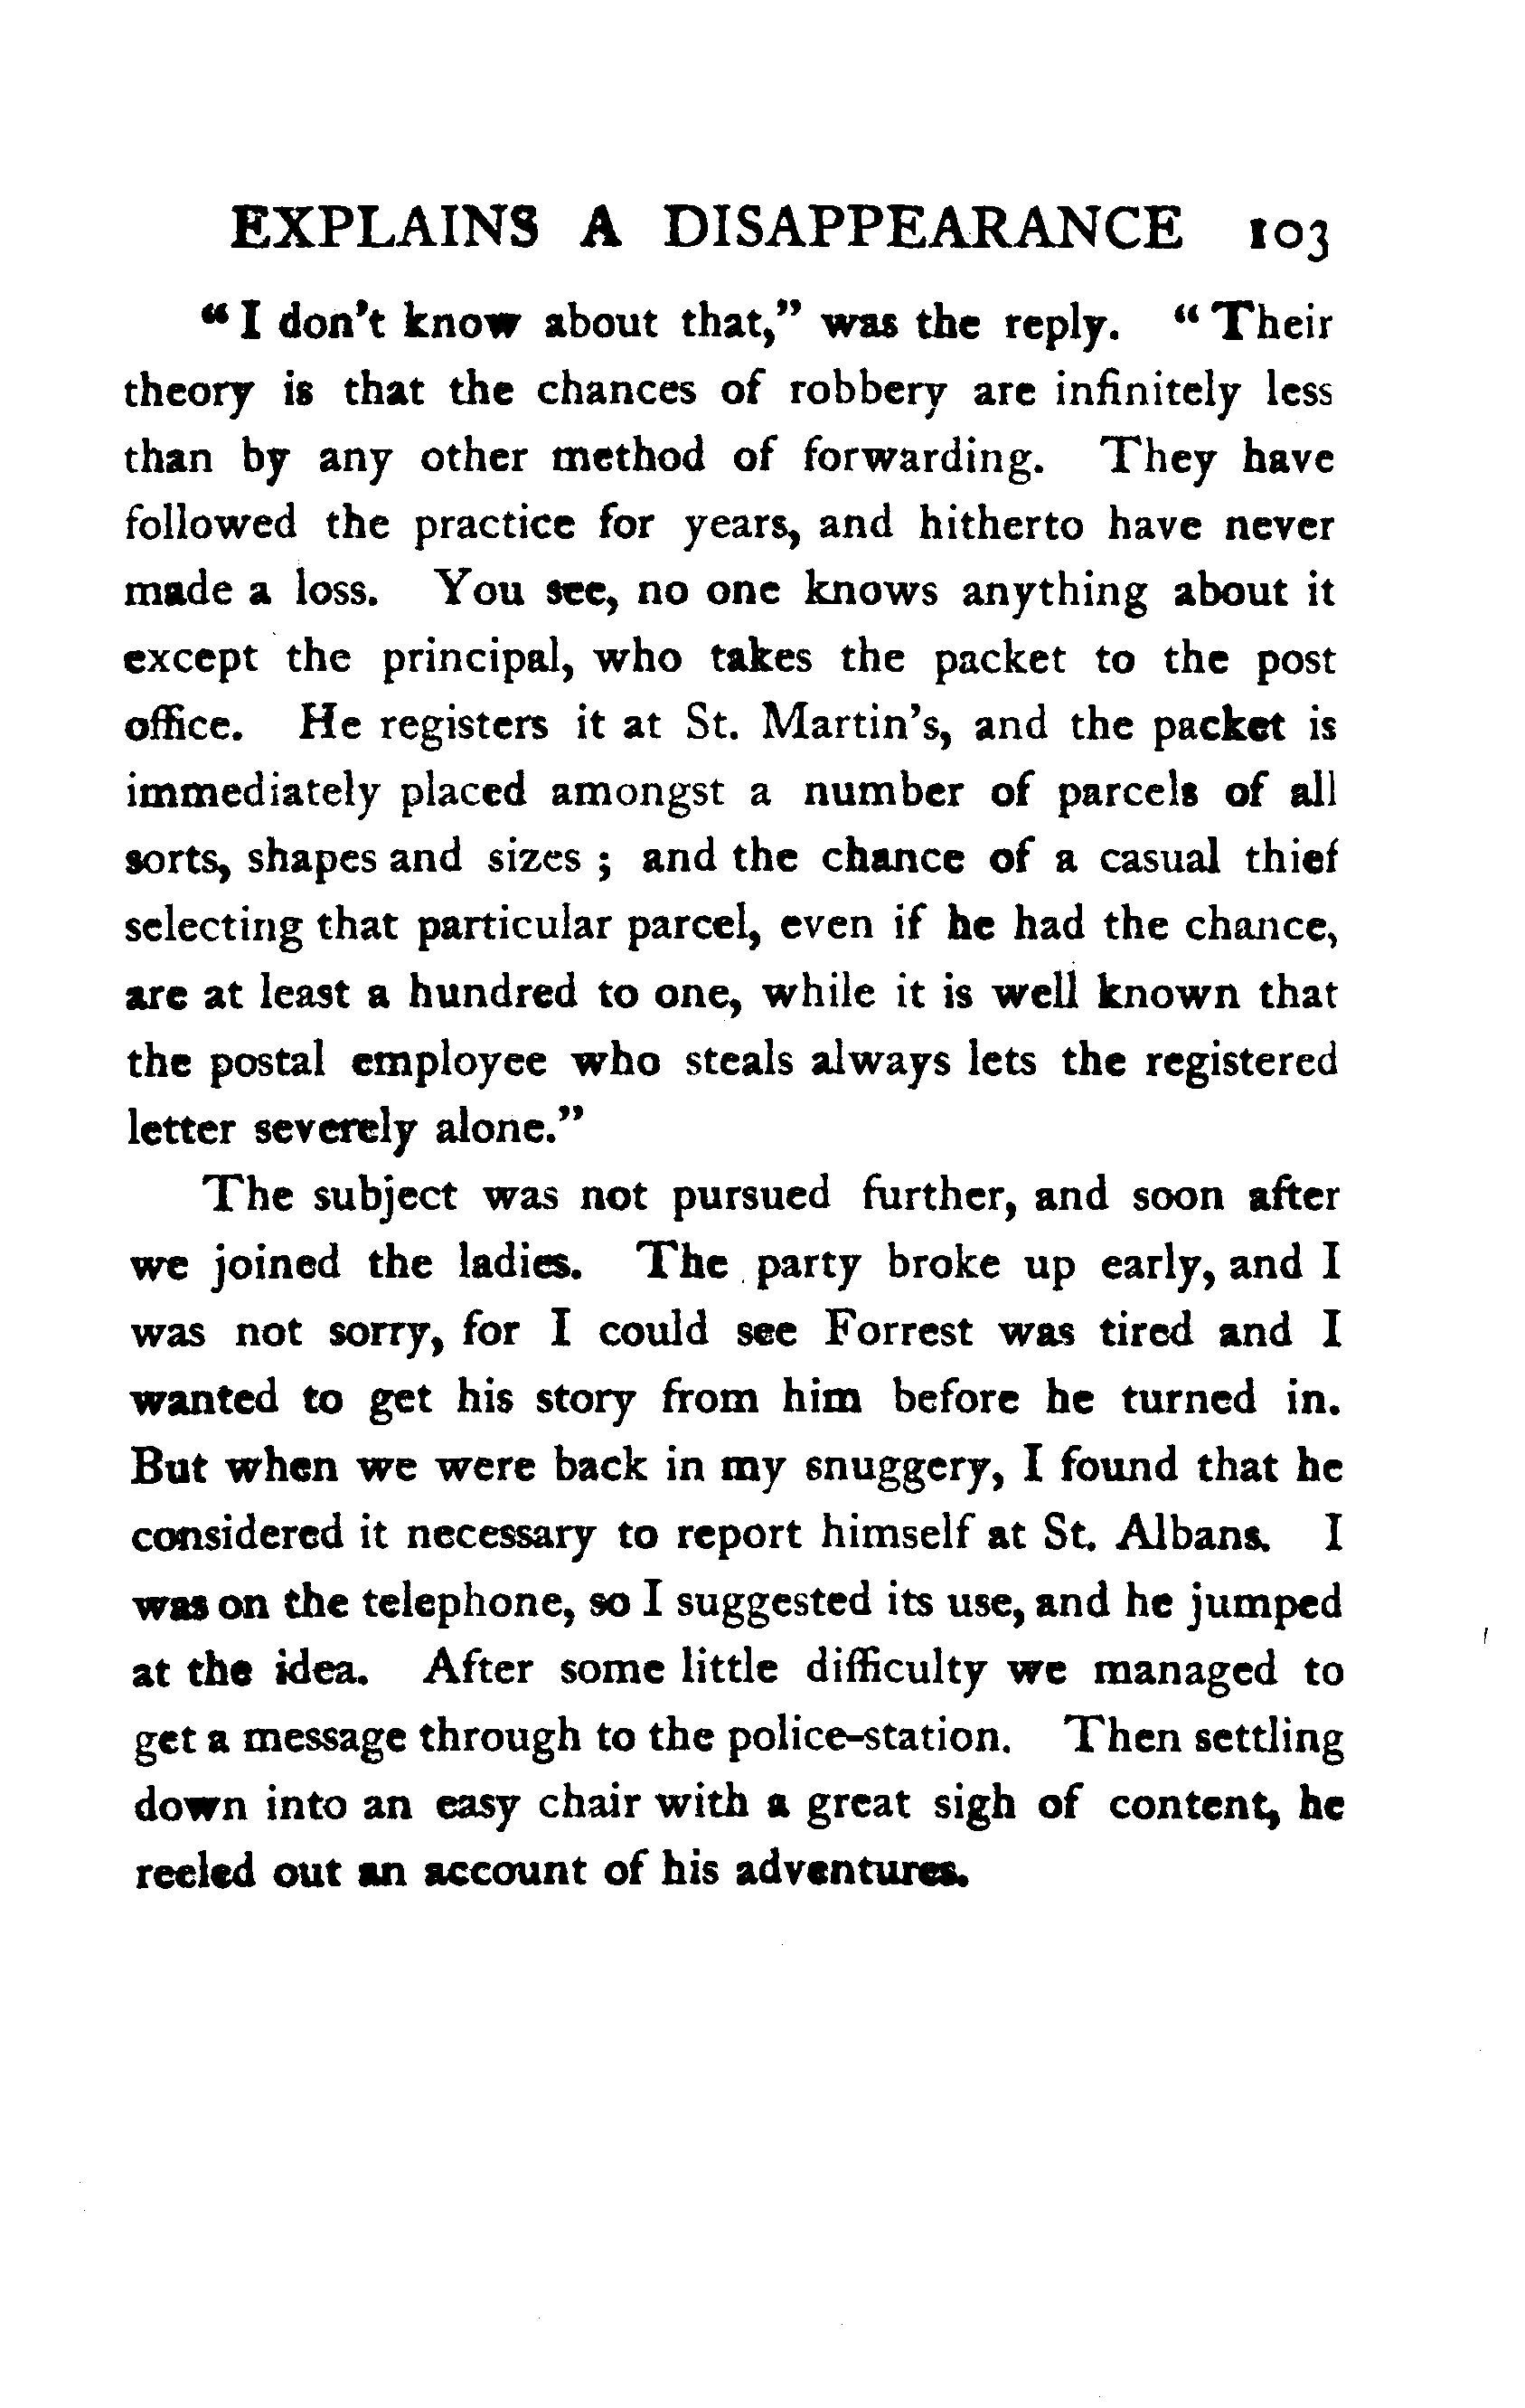 EXPLAINS A DISAPPEARANCE 103
“ I don’t know about that,” was the reply. “ Their
theory is that the chances of robbery are infinitely less
than by any other method of forwarding. They have
followed the practice for years, and hitherto have never
made a loss. You see, no one knows anything about it
except the principal, who takes the packet to the post
office. He registers it at St. Martin’s, and the packet is
immediately placed amongst a number of parcels of all
sorts, shapes and sizes ; and the chance of a casual thief
selecting that particular parcel, even if he had the chance,
are at least a hundred to one, while it is well known that
the postal employee who steals always lets the registered
letter severely alone.”
The subject was not pursued further, and soon after
we joined the ladies. The party broke up early, and I
was not sorry, for I could see Forrest was tired and I
wanted to get his story from him before he turned in.
But when we were back in my snuggery, I found that he
considered it necessary to report himself at St. Albans. I
was on the telephone, so I suggested its use, and he jumped
at the idea. After some little difficulty we managed to
get a message through to the police-station. Then settling
down into an easy chair with a great sigh of content, he
reeled out an account of his adventures.